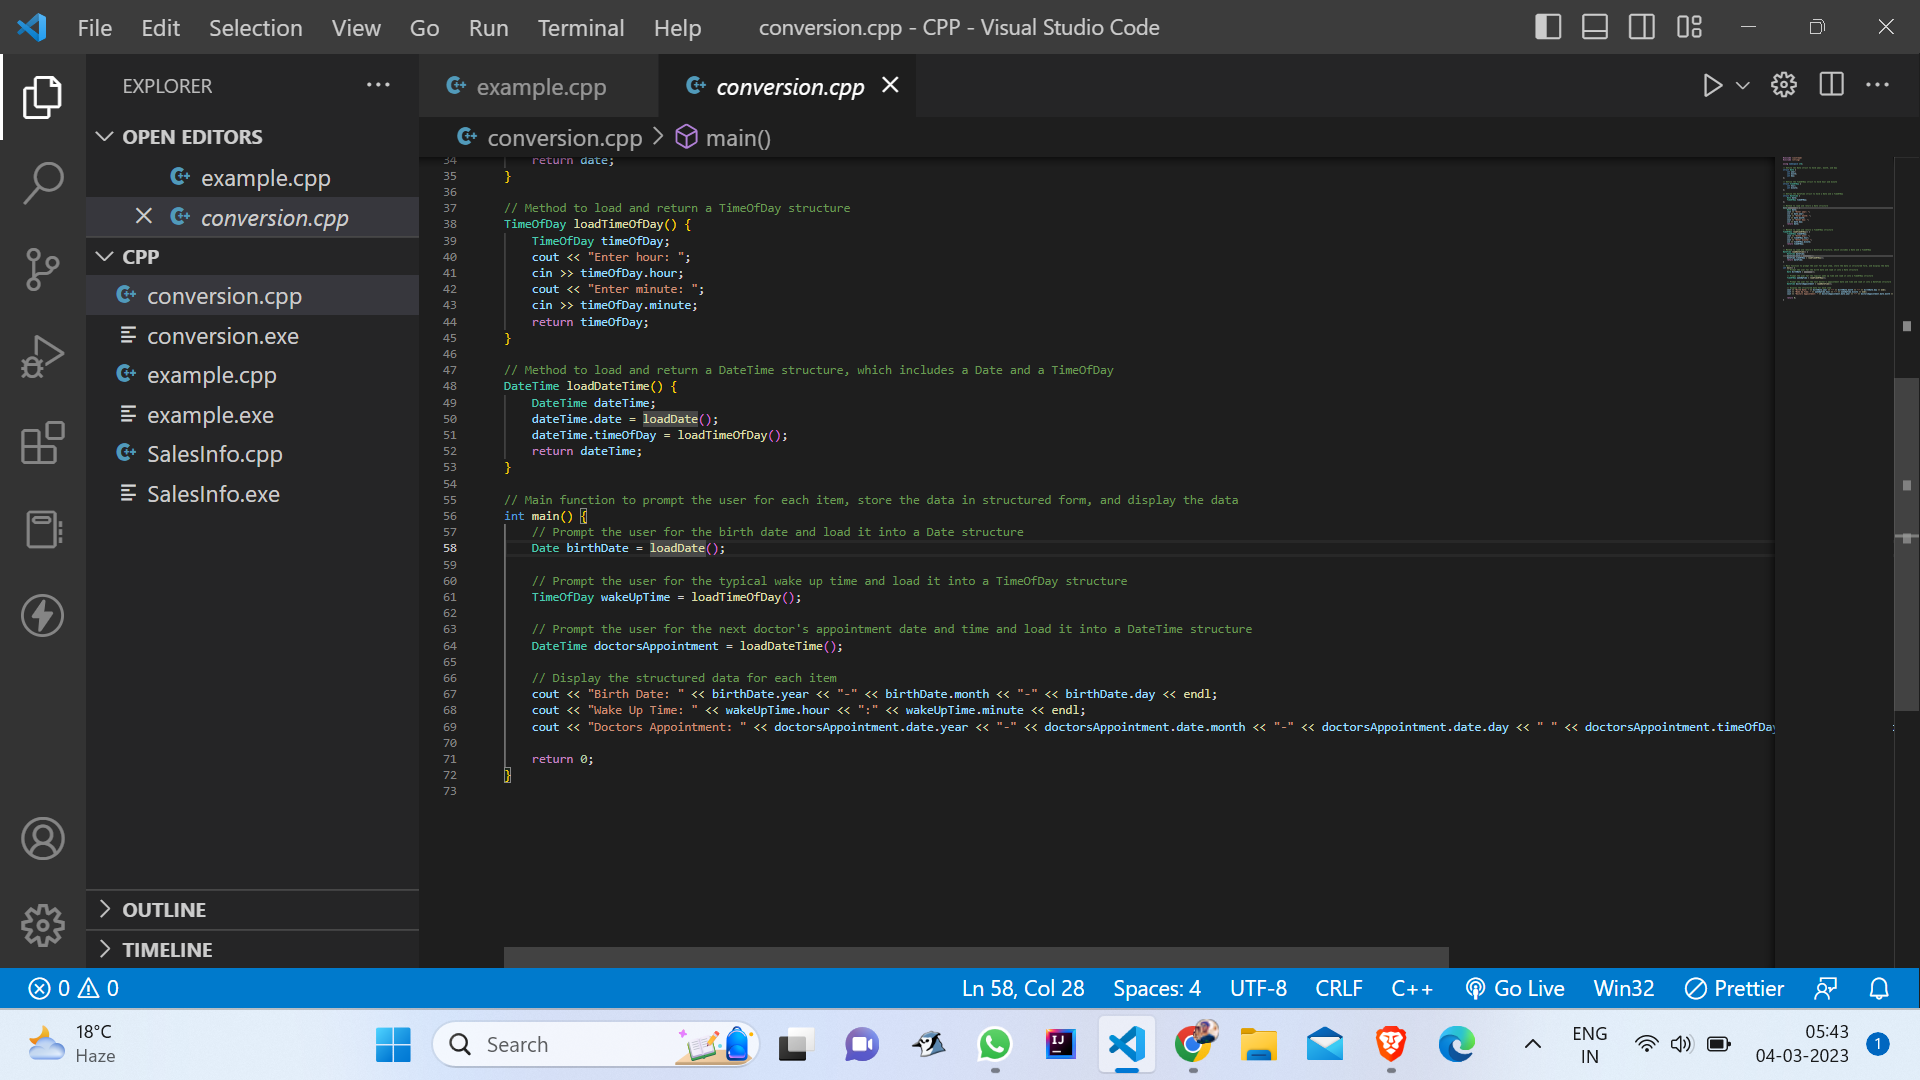 File Edit Selection View Go Run Terminal Help conversion.cpp - CPP - Visual Studio Code
EXPLORER
OPEN EDITORS
example.cpp
conversion.cpp
CPP
conversion.cpp
conversion.exe
example.cpp
example.exe
SalesInfo.cpp
SalesInfo.exe
OUTLINE
TIMELINE
example.cpp conversion.cpp
conversion.cpp > main()
34 return date;
35 }
36
37 // Method to load and return a TimeOfDay structure
38 TimeOfDay loadTimeOfDay() {
39 TimeOfDay timeOfDay;
40 cout << "Enter hour: ";
41 cin >> timeOfDay.hour;
42 cout << "Enter minute: ";
43 cin >> timeOfDay.minute;
44 return timeOfDay;
45 }
46
47 // Method to load and return a DateTime structure, which includes a Date and a TimeOfDay
48 DateTime loadDateTime() {
49 DateTime dateTime;
50 dateTime.date = loadDate();
51 dateTime.timeOfDay = loadTimeOfDay();
52 return dateTime;
53 }
54
55 // Main function to prompt the user for each item, store the data in structured form, and display the data
56 int main() {
57 // Prompt the user for the birth date and load it into a Date structure
58 Date birthDate = loadDate();
59
60 // Prompt the user for the typical wake up time and load it into a TimeOfDay structure
61 TimeOfDay wakeUpTime = loadTimeOfDay();
62
63 // Prompt the user for the next doctor's appointment date and time and load it into a DateTime structure
64 DateTime doctorsAppointment = loadDateTime();
65
66 // Display the structured data for each item
67 cout << "Birth Date: " << birthDate.year << "-" << birthDate.month << "-" << birthDate.day << endl;
68 cout << "Wake Up Time: " << wakeUpTime.hour << ":" << wakeUpTime.minute << endl;
69 cout << "Doctors Appointment: " << doctorsAppointment.date.year << "-" << doctorsAppointment.date.month << "-" << doctorsAppointment.date.day << " " << doctorsAppointment.timeOfDay
70
71 return 0;
72 }
73
0 0 Ln 58, Col 28 Spaces: 4 UTF-8 CRLF C++ Go Live Win32 Prettier
18°C
Haze
Search
IJ
ENG
IN
05:43
04-03-2023
1